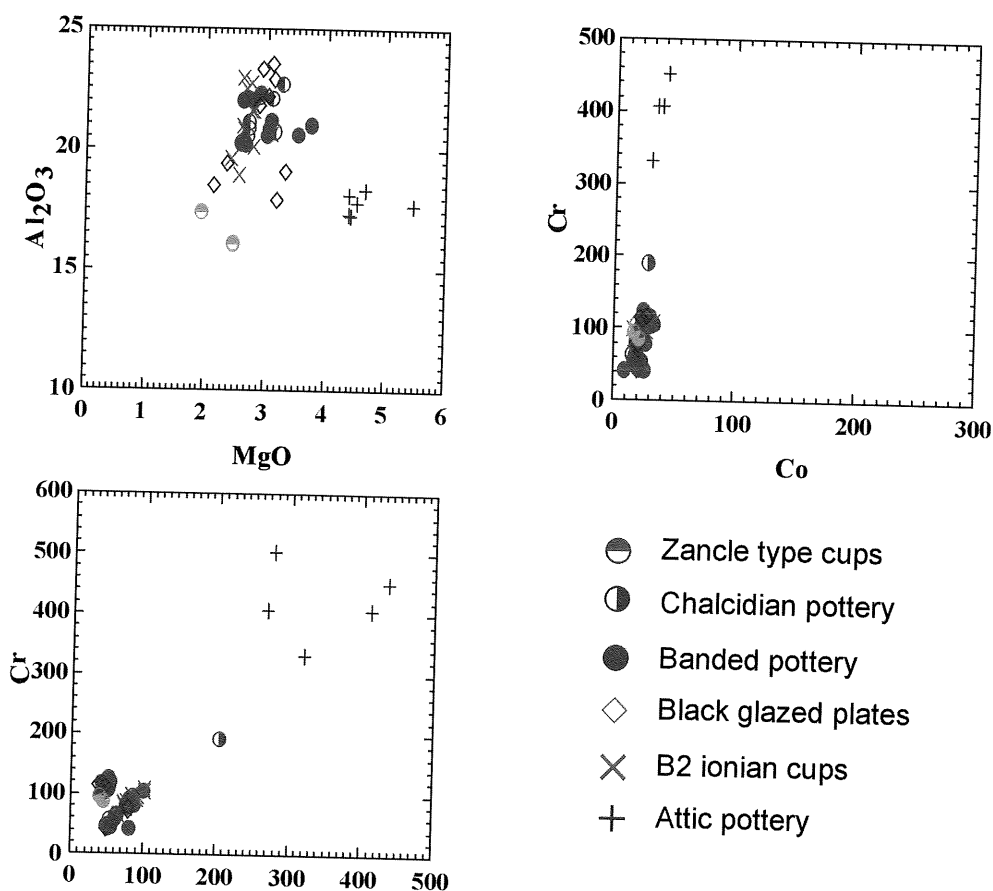 25
20
15
10
Al2O3
0 1 2 3 4 5 6
MgO
500
400
300
200
100
0
Cr
0 100 200 300
Co
600
500
400
300
200
100
0
Cr
0 100 200 300 400 500
Zancle type cups
Chalcidian pottery
Banded pottery
Black glazed plates
B2 ionian cups
Attic pottery